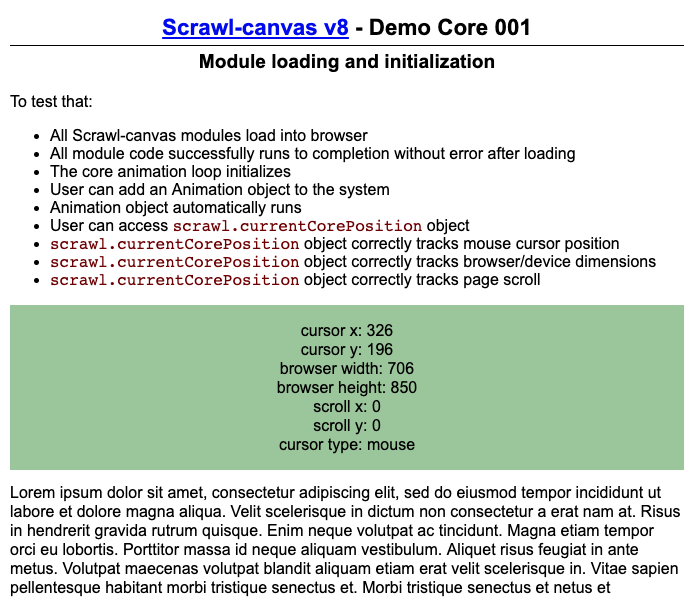 Scrawl-canvas v8 - Demo Core 001
Module loading and initialization
To test that:
• All Scrawl-canvas modules load into browser
• All module code successfully runs to completion without error after loading
• The core animation loop initializes
• User can add an Animation object to the system
• Animation object automatically runs
• User can access scrawl.currentCorePosition object
• scrawl.currentCorePosition object correctly tracks mouse cursor position
• scrawl.currentCorePosition object correctly tracks browser/device dimensions
• scrawl.currentCorePosition object correctly tracks page scroll
cursor x: 326
cursor y: 196
browser width: 706
browser height: 850
scroll x: 0
scroll y: 0
cursor type: mouse
Lorem ipsum dolor sit amet, consectetur adipiscing elit, sed do eiusmod tempor incididunt ut
labore et dolore magna aliqua. Velit scelerisque in dictum non consectetur a erat nam at. Risus
in hendrerit gravida rutrum quisque. Enim neque volutpat ac tincidunt. Magna etiam tempor
orci eu lobortis. Porttitor massa id neque aliquam vestibulum. Aliquet risus feugiat in ante
metus. Volutpat maecenas volutpat blandit aliquam etiam erat velit scelerisque in. Vitae sapien
pellentesque habitant morbi tristique senectus et. Morbi tristique senectus et netus et